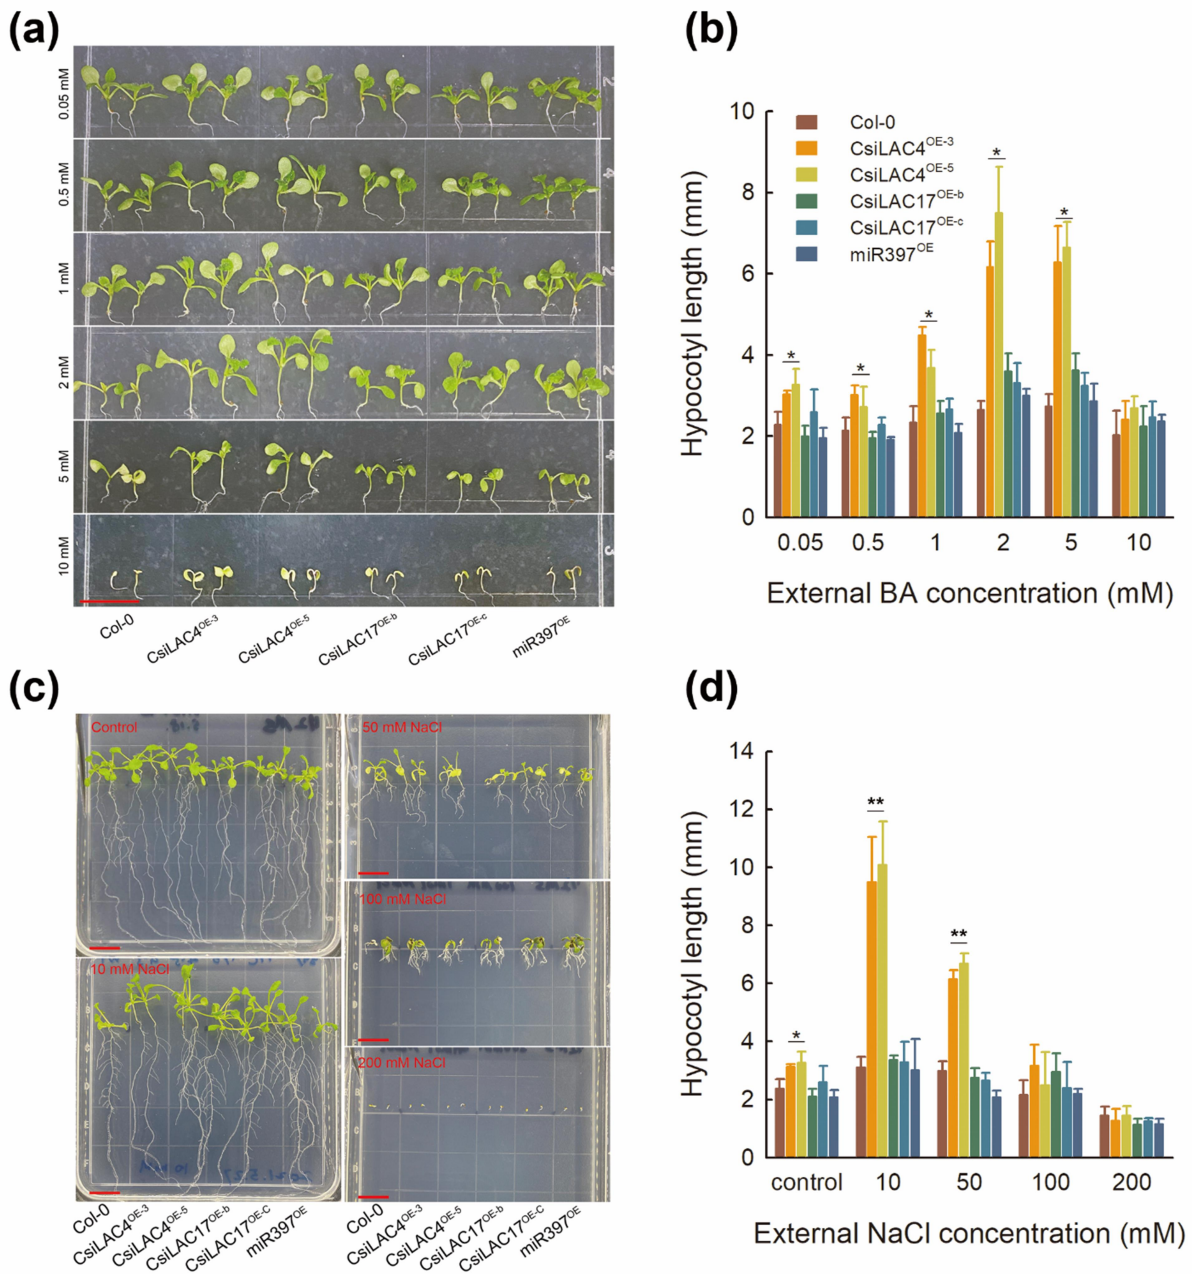 (a)
0.05 mM
0.5 mM
1 mM
2 mM
5 mM
10 mM
Col-0
CsiLAC4OE-3
CsiLAC4OE-5
CsiLAC17OE-b
CsiLAC17OE-c
miR397OE
(b)
Hypocotyl length (mm)
10
8
6
4
2
0
Col-0
CsiLAC4OE-3
CsiLAC4OE-5
CsiLAC17OE-b
CsiLAC17OE-c
miR397OE
* * * * *
0.05 0.5 1 2 5 10
External BA concentration (mM)
(c)
Control
50 mM NaCl
100 mM NaCl
10 mM NaCl
200 mM NaCl
Col-0
CsiLAC4OE-3
CsiLAC4OE-5
CsiLAC17OE-b
CsiLAC17OE-C
miR397OE
Col-0
CsiLAC4OE-3
CsiLAC4OE-5
CsiLAC17OE-b
CsiLAC17OE-C
miR397OE
(d)
Hypocotyl length (mm)
14
12
10
8
6
4
2
0
* ** **
control 10 50 100 200
External NaCl concentration (mM)